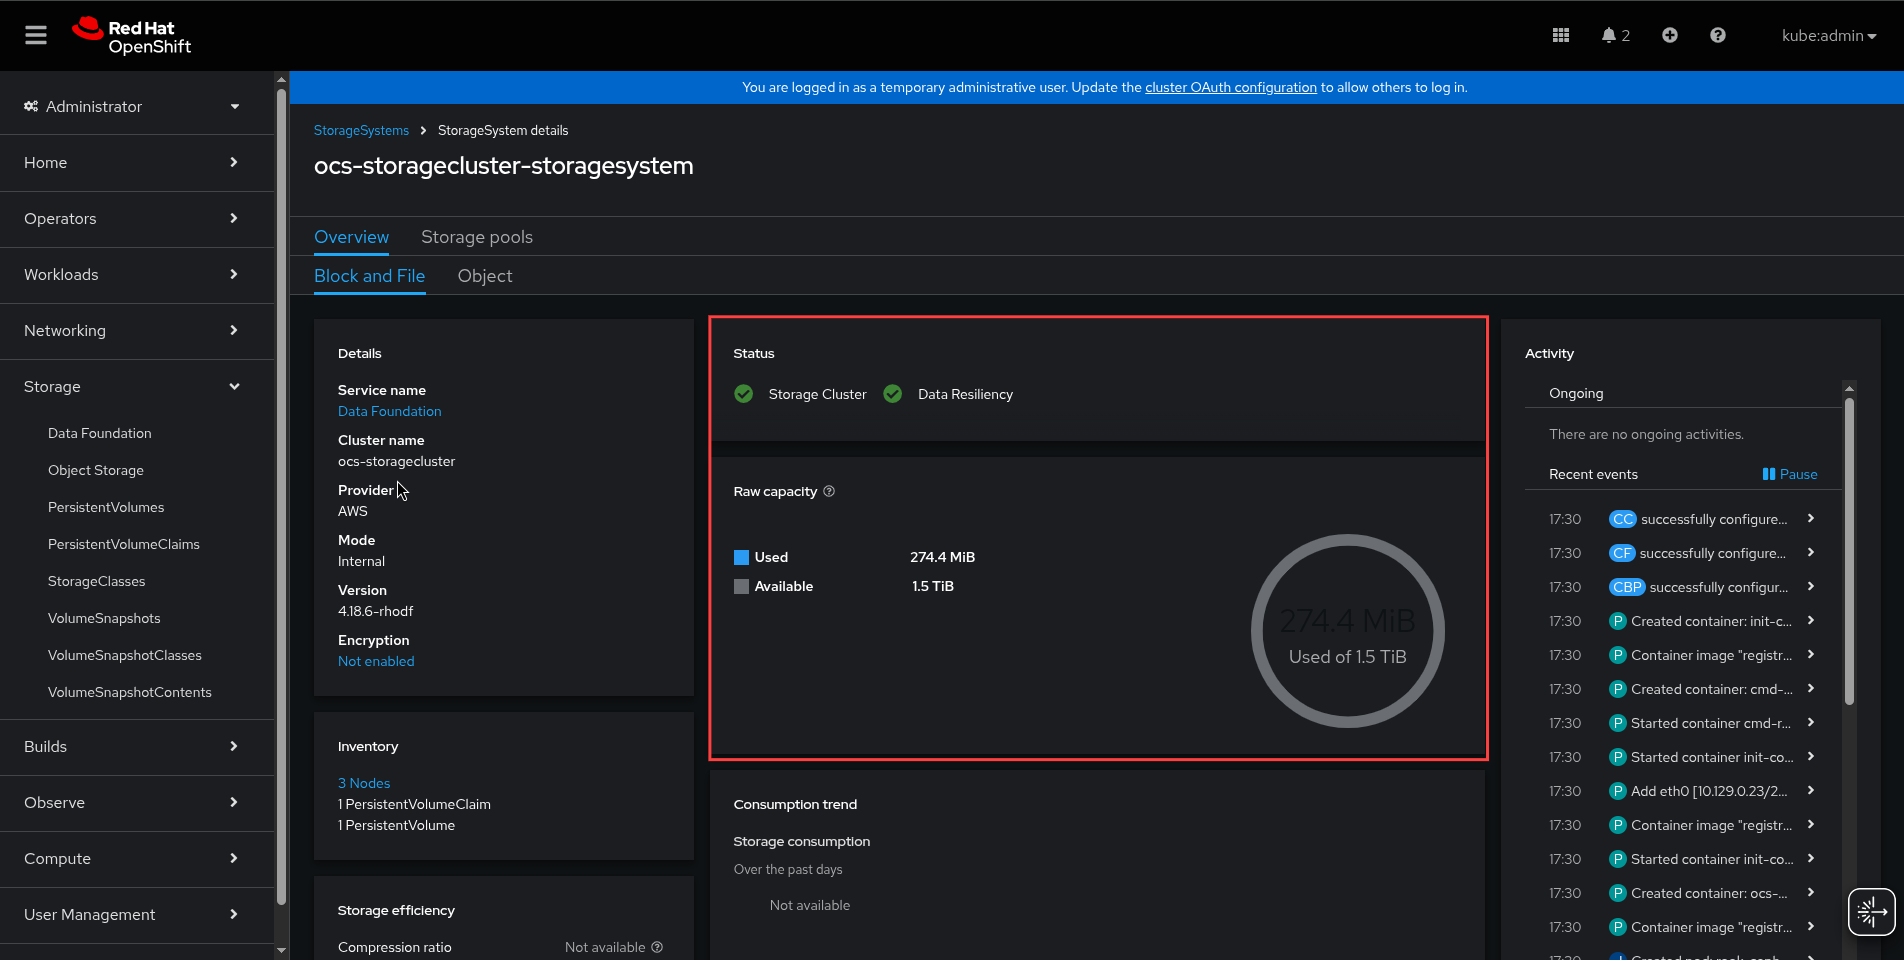 Red Hat
OpenShift
2
kube:admin
You are logged in as a temporary administrative user. Update the cluster OAuth configuration to allow others to log in.
Administrator
Home
Operators
Workloads
Networking
Storage
Data Foundation
Object Storage
PersistentVolumes
PersistentVolumeClaims
StorageClasses
VolumeSnapshots
VolumeSnapshotClasses
VolumeSnapshotContents
Builds
Observe
Compute
User Management
StorageSystems > StorageSystem details
ocs-storagecluster-storagesystem
Overview Storage pools
Block and File Object
Details
Service name
Data Foundation
Cluster name
ocs-storagecluster
Provider
AWS
Mode
Internal
Version
4.18.6-rhodf
Encryption
Not enabled
Inventory
3 Nodes
1 PersistentVolumeClaim
1 PersistentVolume
Storage efficiency
Compression ratio Not available
Status
Storage Cluster Data Resiliency
Raw capacity
Used 274.4 MiB
Available 1.5 TiB
274.4 MiB
Used of 1.5 TiB
Consumption trend
Storage consumption
Over the past days
Not available
Activity
Ongoing
There are no ongoing activities.
Recent events Pause
17:30 CC successfully configure...
17:30 CF successfully configure...
17:30 CBP successfully configur...
17:30 P Created container: init-c...
17:30 P Container image "registr...
17:30 P Created container: cmd-...
17:30 P Started container cmd-r...
17:30 P Started container init-co...
17:30 P Add eth0 [10.129.0.23/2...
17:30 P Container image "registr...
17:30 P Started container init-co...
17:30 P Created container: ocs-...
17:30 P Container image "registr...